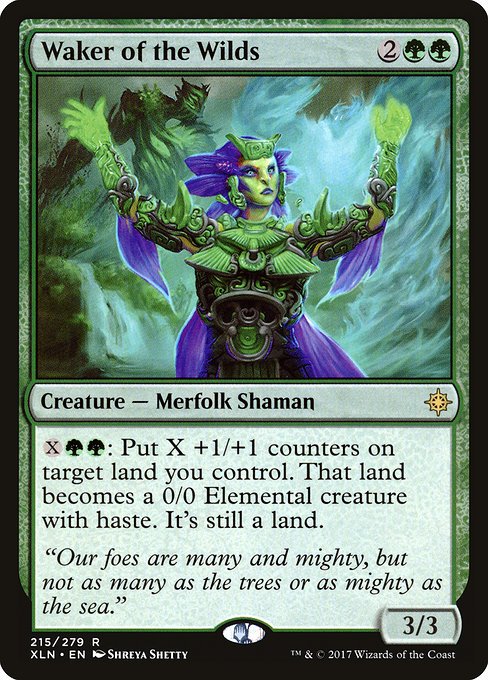 Waker of the Wilds 2
Creature — Merfolk Shaman
X: Put X +1/+1 counters on
target land you control. That land
becomes a 0/0 Elemental creature
with haste. It's still a land.
“Our foes are many and mighty, but
not as many as the trees or as mighty as
the sea.”
3/3
215/279 R
XLN • EN Shreya Shetty
™ & © 2017 Wizards of the Coast